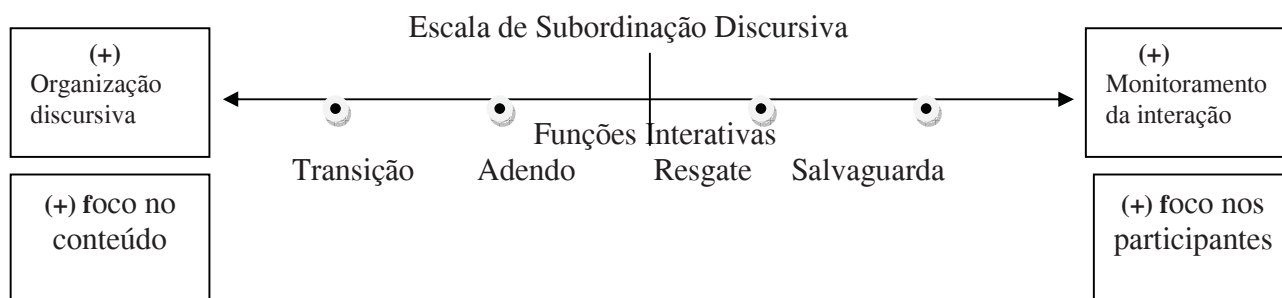 Escala de Subordinação Discursiva
(+)
Organização
discursiva
(+)
Monitoramento
da interação
Funções Interativas
Transição Adendo Resgate Salvaguarda
(+) foco no
conteúdo
(+) foco nos
participantes